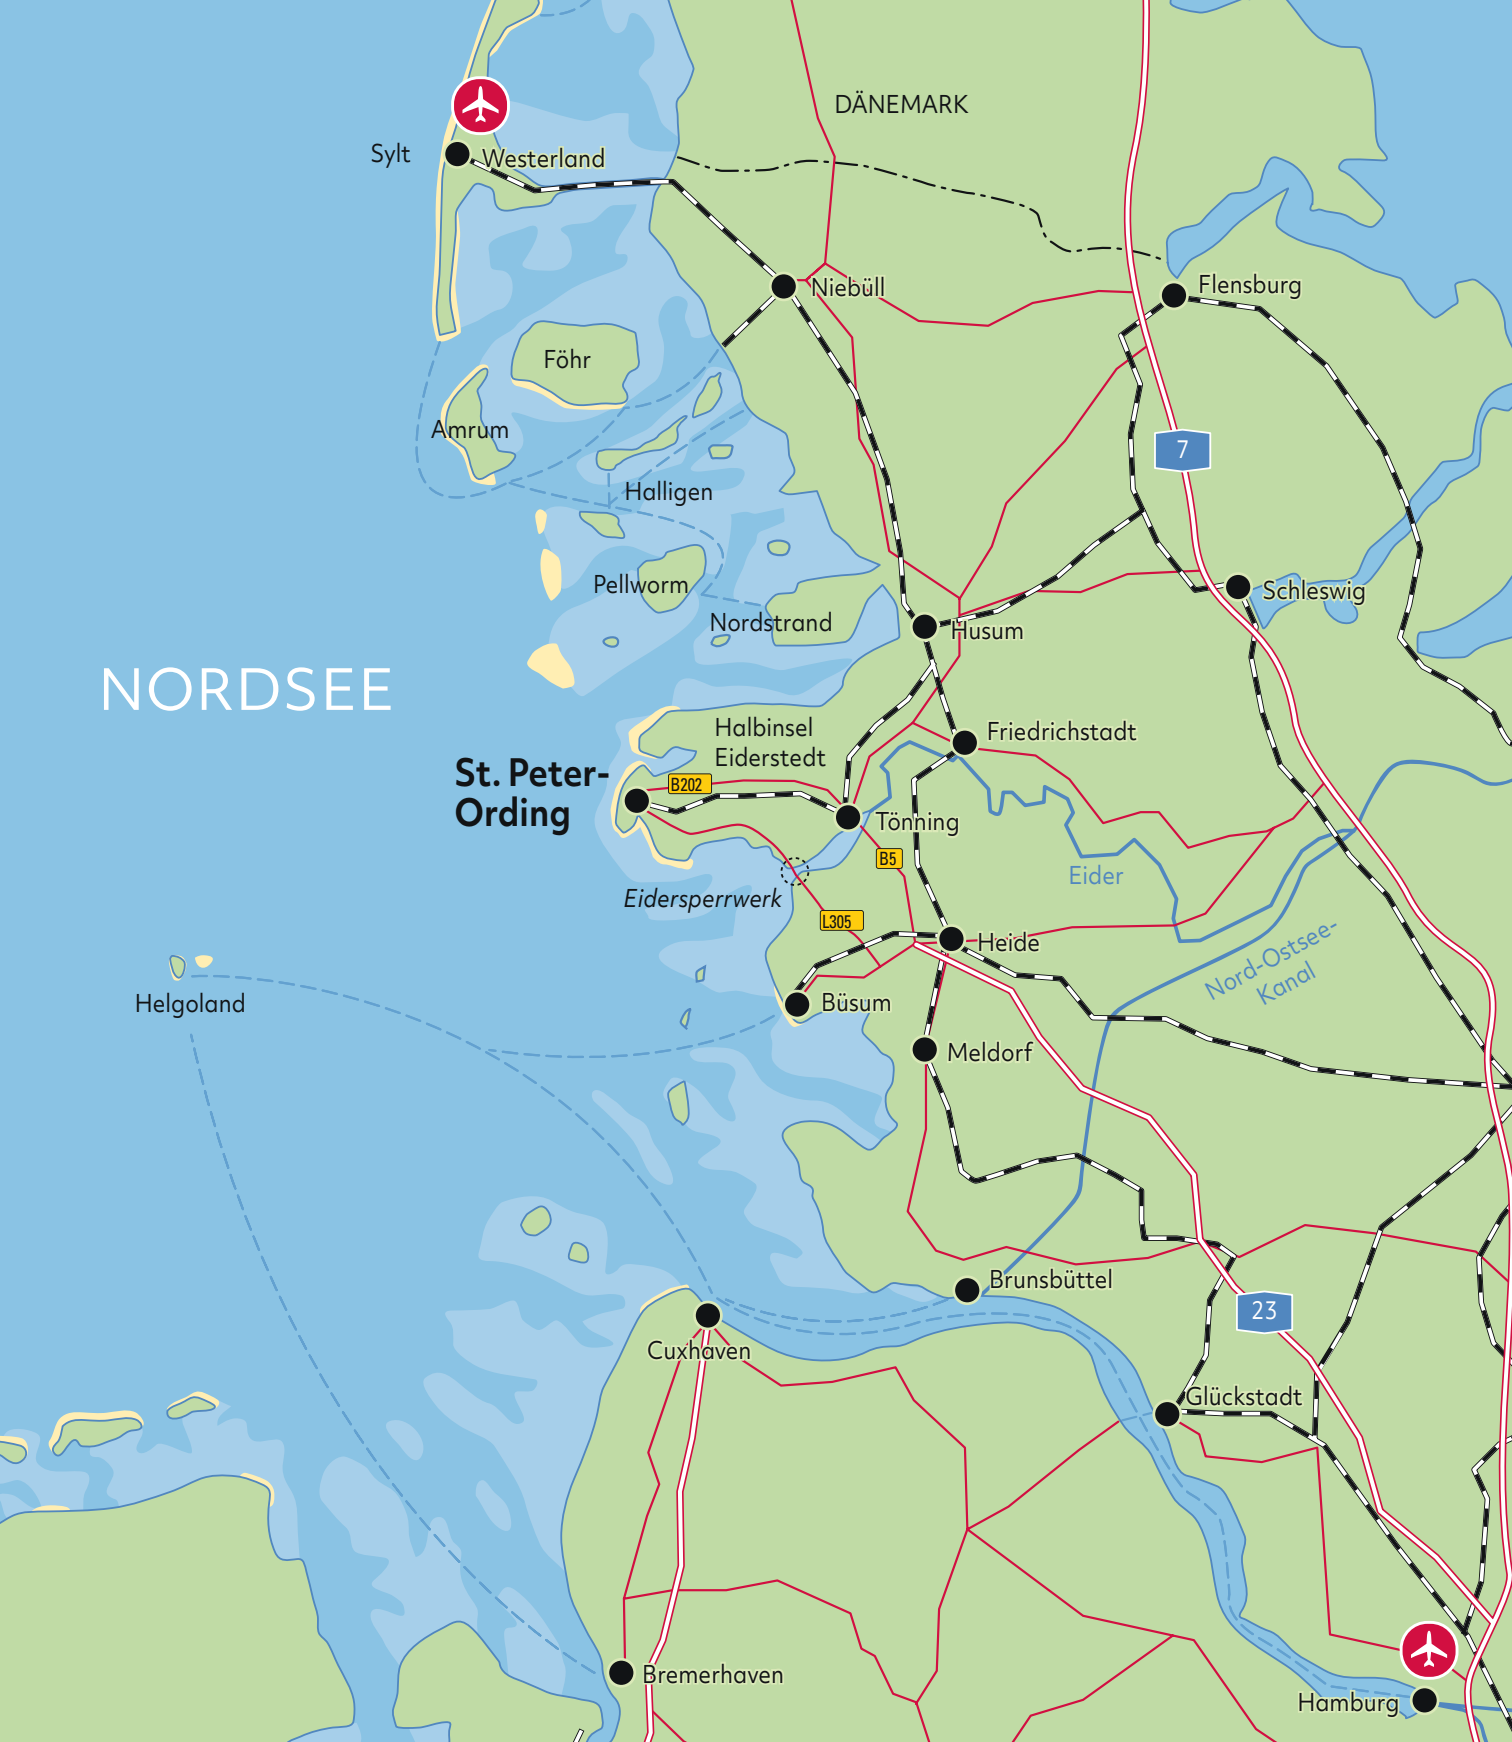 DÄNEMARK
Sylt
Westerland
Niebüll
Flensburg
Föhr
Amrum
7
Halligen
Pellworm
Schleswig
Nordstrand
Husum
NORDSEE
Halbinsel
Eiderstedt
Friedrichstadt
St. Peter-
Ording
B202
Tönning
B5
Eider
Eidersperrwerk
L305
Heide
Nord-Ostsee-
Kanal
Helgoland
Büsum
Meldorf
Brunsbüttel
23
Cuxhaven
Glückstadt
Bremerhaven
Hamburg